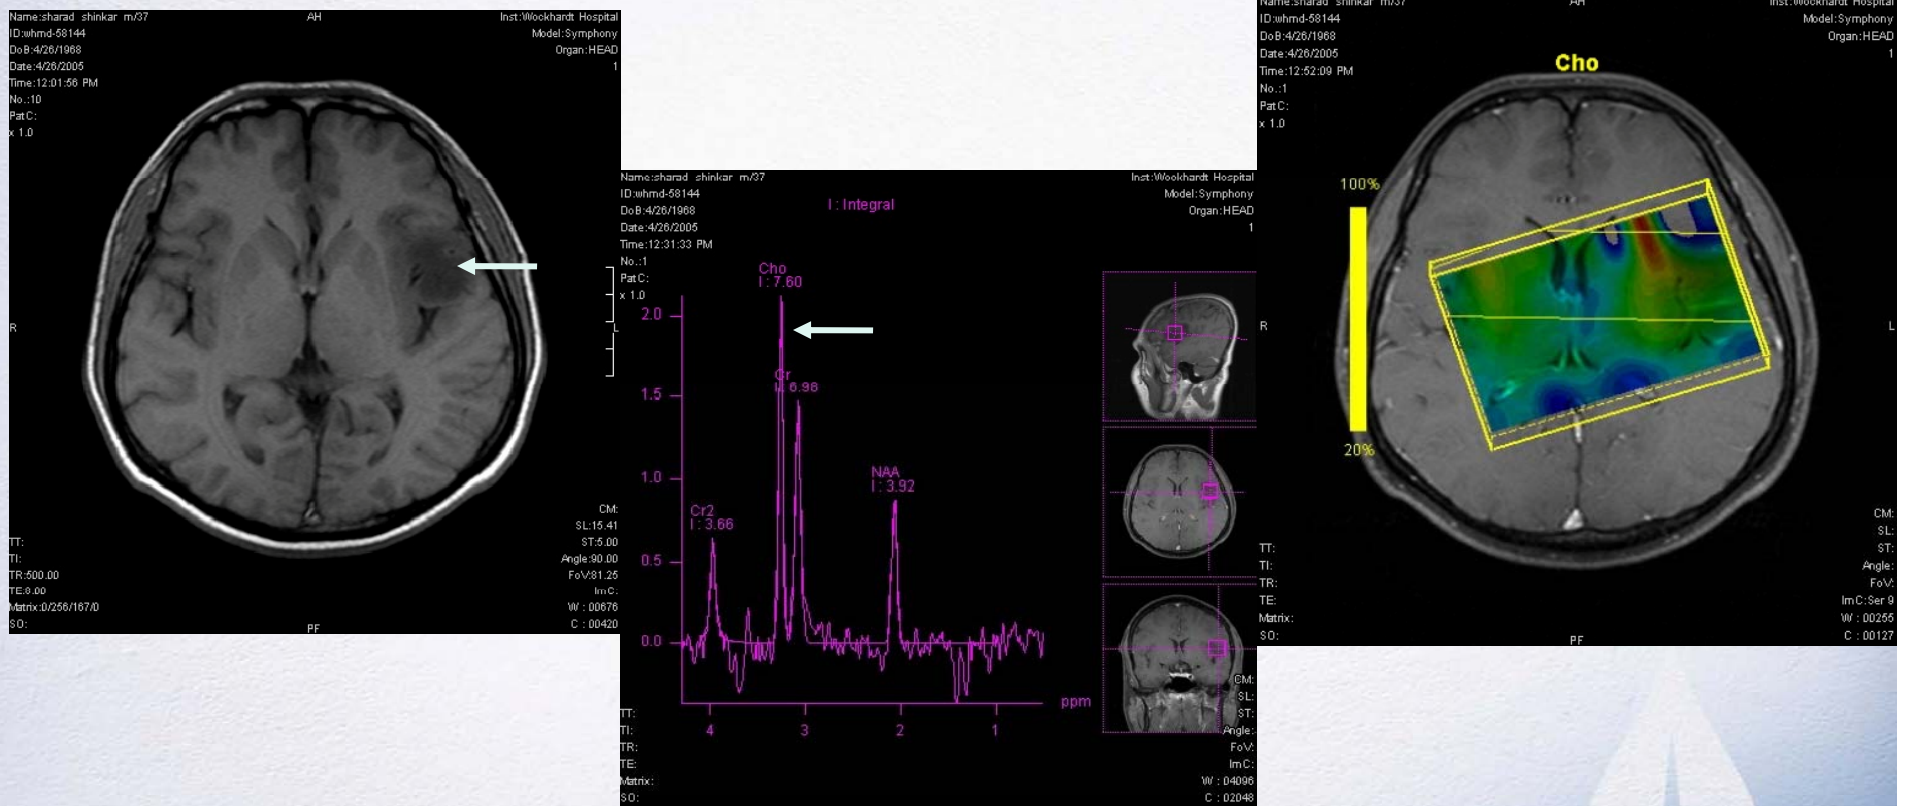 Name:sharad shinkar m/37
ID:whmd-58144
DoB:4/26/1968
Date:4/26/2005
Time:12:01:56 PM
No.:10
PatC:
x 1.0
AH
Inst:Wockhardt Hospital
Model:Symphony
Organ:HEAD
1
R
L
TT:
TI:
TR:500.00
TE:8.00
Matrix:0/256/167/0
SO:
PF
CM:
SL:15.41
ST:5.00
Angle:90.00
FoV:81.25
ImC:
W : 00676
C : 00420
Name:sharad shinkar m/37
ID:whmd-58144
DoB:4/26/1968
Date:4/26/2005
Time:12:31:33 PM
No.:1
PatC:
x 1.0
I : Integral
Inst:Wockhardt Hospital
Model:Symphony
Organ:HEAD
1
Cho
I : 7.60
Cr
I : 6.98
NAA
I : 3.92
Cr2
I : 3.66
2.0
1.5
1.0
0.5
0.0
4 3 2 1
ppm
TT:
TI:
TR:
TE:
Matrix:
SO:
CM:
SL:
ST:
Angle:
FoV:
ImC:
W : 04096
C : 02048
Name:sharad shinkar m/37
ID:whmd-58144
DoB:4/26/1968
Date:4/26/2005
Time:12:52:09 PM
No.:1
PatC:
x 1.0
AH
Inst:Wockhardt Hospital
Model:Symphony
Organ:HEAD
1
Cho
100%
20%
R
L
TT:
TI:
TR:
TE:
Matrix:
SO:
PF
CM:
SL:
ST:
Angle:
FoV:
ImC:Ser 9
W : 00255
C : 00127